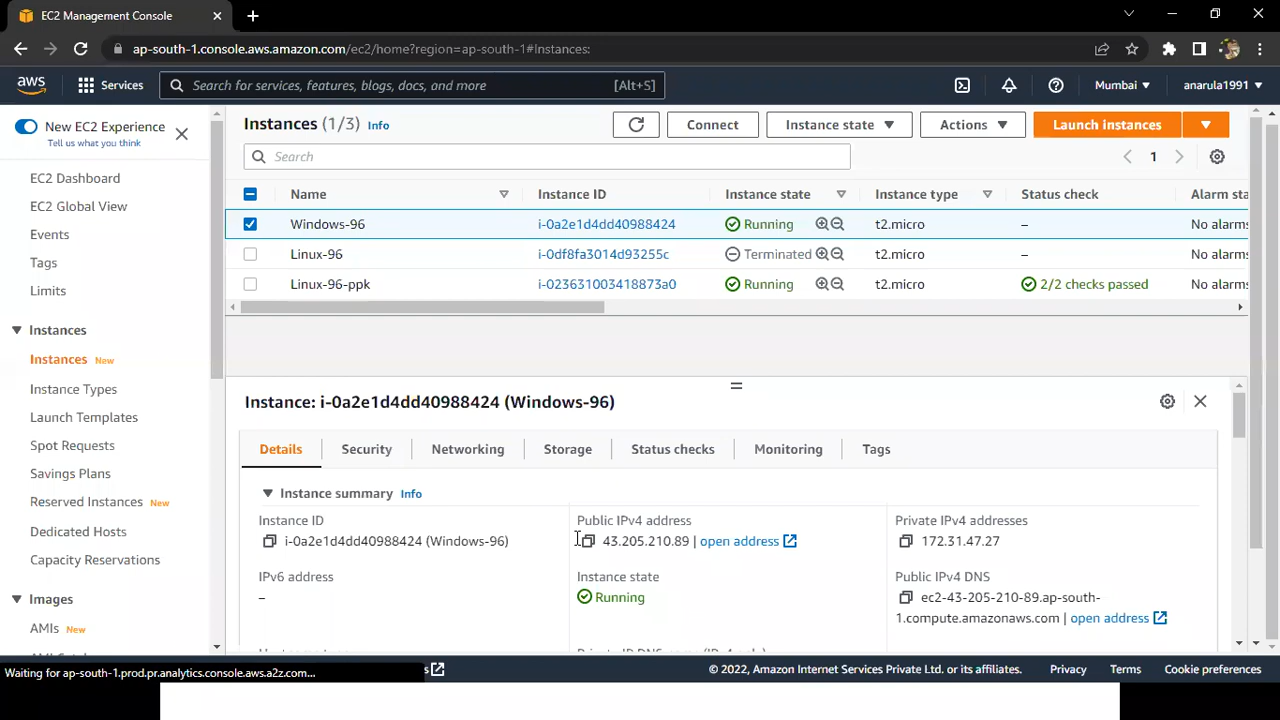 EC2 Management Console
ap-south-1.console.aws.amazon.com/ec2/home?region=ap-south-1#Instances:
aws
Services
Search for services, features, blogs, docs, and more
[Alt+S]
Mumbai
anarula1991
New EC2 Experience
Tell us what you think
EC2 Dashboard
EC2 Global View
Events
Tags
Limits
Instances
Instances New
Instance Types
Launch Templates
Spot Requests
Savings Plans
Reserved Instances New
Dedicated Hosts
Capacity Reservations
Images
AMIs New
Instances (1/3) Info
Connect
Instance state
Actions
Launch instances
Search
1
Name Instance ID Instance state Instance type Status check Alarm sta
Windows-96 i-0a2e1d4dd40988424 Running t2.micro – No alarms
Linux-96 i-0df8fa3014d93255c Terminated t2.micro – No alarms
Linux-96-ppk i-023631003418873a0 Running t2.micro 2/2 checks passed No alarms
Instance: i-0a2e1d4dd40988424 (Windows-96)
Details Security Networking Storage Status checks Monitoring Tags
Instance summary Info
Instance ID
i-0a2e1d4dd40988424 (Windows-96)
Public IPv4 address
43.205.210.89 | open address
Private IPv4 addresses
172.31.47.27
IPv6 address
–
Instance state
Running
Public IPv4 DNS
ec2-43-205-210-89.ap-south-
1.compute.amazonaws.com | open address
Waiting for ap-south-1.prod.pr.analytics.console.aws.a2z.com...
© 2022, Amazon Internet Services Private Ltd. or its affiliates.
Privacy
Terms
Cookie preferences